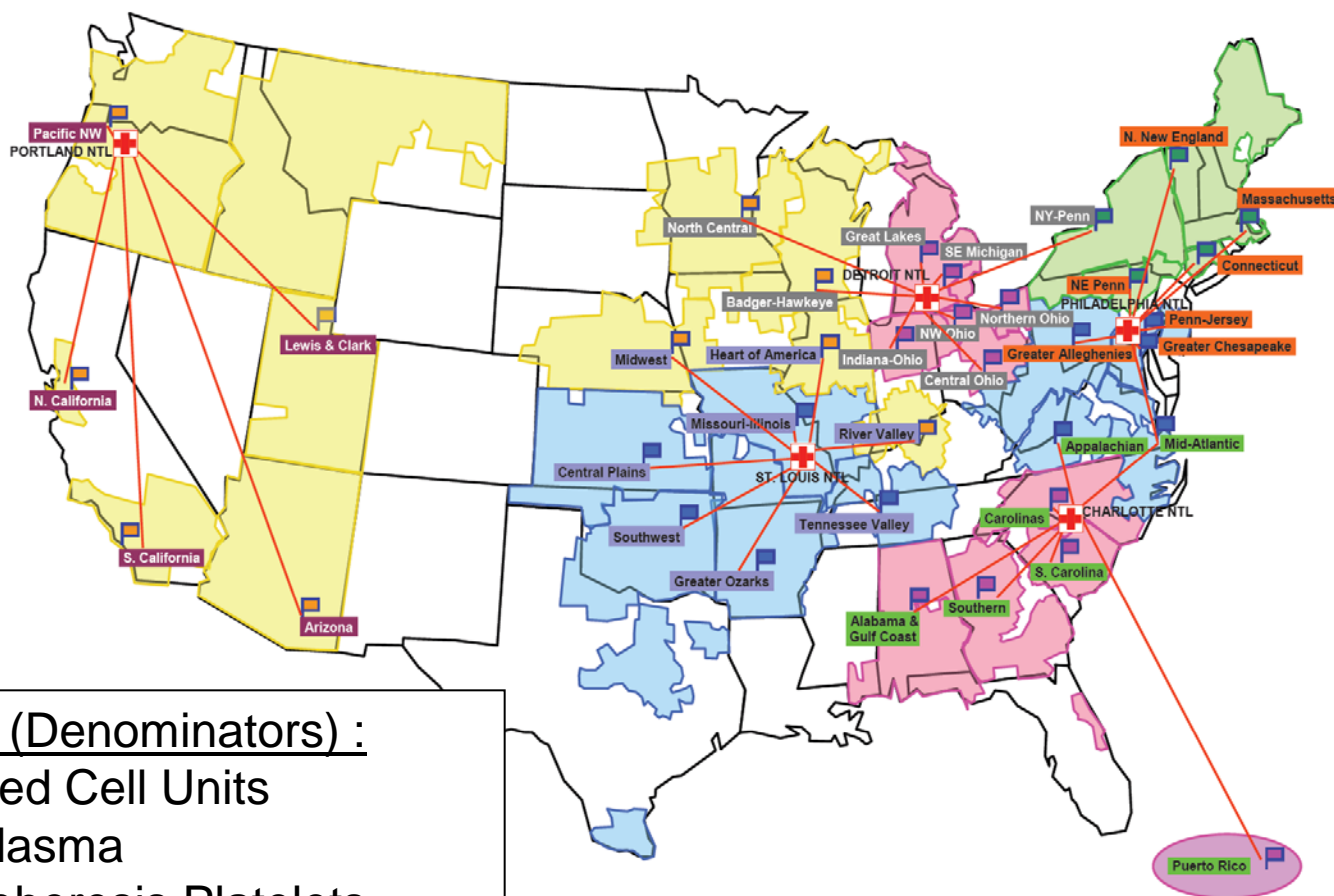 N. New England
Pacific NW
PORTLAND NTL
Massachusetts
NY-Penn
North Central
Great Lakes
SE Michigan
Connecticut
DETROIT NTL
NE Penn
Badger-Hawkeye
PHILADELPHIA NTL
Northern Ohio
Penn-Jersey
NW Ohio
Lewis & Clark
Greater Chesapeake
Midwest
Heart of America
Indiana-Ohio
Greater Alleghenies
Central Ohio
N. California
Missouri-Illinois
River Valley
Appalachian
Mid-Atlantic
Central Plains
ST. LOUIS NTL
CHARLOTTE NTL
Carolinas
Tennessee Valley
Southwest
S. California
S. Carolina
Greater Ozarks
Southern
Alabama &
Gulf Coast
Arizona
(Denominators) :
ed Cell Units
lasma
Puerto Rico
pheresis Platelets